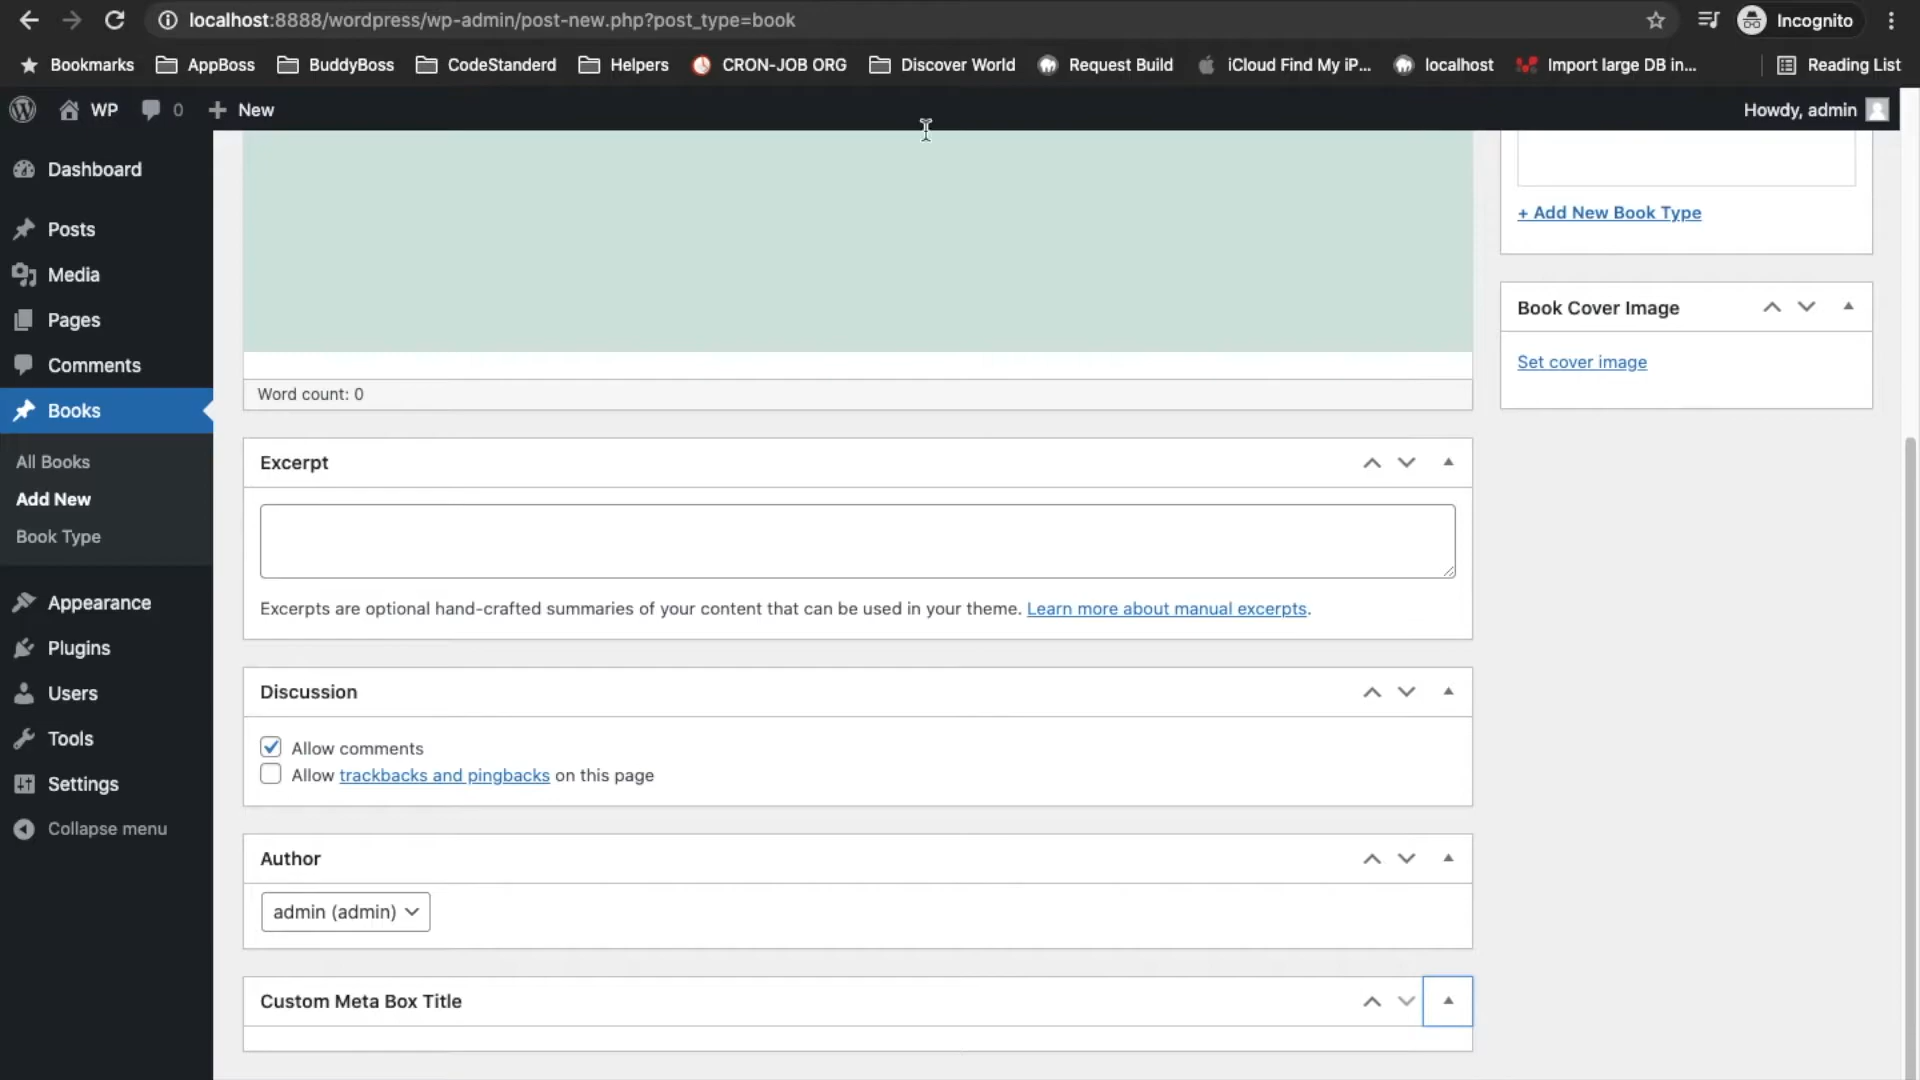 localhost:8888/wordpress/wp-admin/post-new.php?post_type=book
Incognito
Bookmarks AppBoss BuddyBoss CodeStanderd Helpers CRON-JOB ORG Discover World Request Build iCloud Find My iP... localhost Import large DB in... Reading List
WP 0 + New Howdy, admin
Dashboard
Posts
Media
Pages
Comments
Books
All Books
Add New
Book Type
Appearance
Plugins
Users
Tools
Settings
Collapse menu
Word count: 0
Excerpt
Excerpts are optional hand-crafted summaries of your content that can be used in your theme. Learn more about manual excerpts.
Discussion
Allow comments
Allow trackbacks and pingbacks on this page
Author
admin (admin)
Custom Meta Box Title
+ Add New Book Type
Book Cover Image
Set cover image